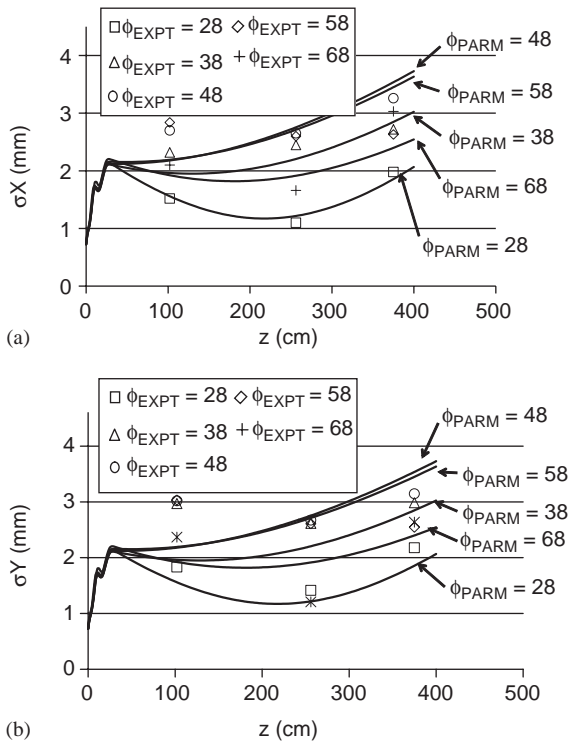 ϕEXPT = 28 ϕEXPT = 58
ϕEXPT = 38 ϕEXPT = 68
ϕEXPT = 48
4
3
2
1
0
σX (mm)
0 100 200 300 400 500
z (cm)
ϕPARM = 48
ϕPARM = 58
ϕPARM = 38
ϕPARM = 68
ϕPARM = 28
(a)
ϕEXPT = 28 ϕEXPT = 58
ϕEXPT = 38 ϕEXPT = 68
ϕEXPT = 48
4
3
2
1
0
σY (mm)
0 100 200 300 400 500
z (cm)
ϕPARM = 48
ϕPARM = 58
ϕPARM = 38
ϕPARM = 68
ϕPARM = 28
(b)